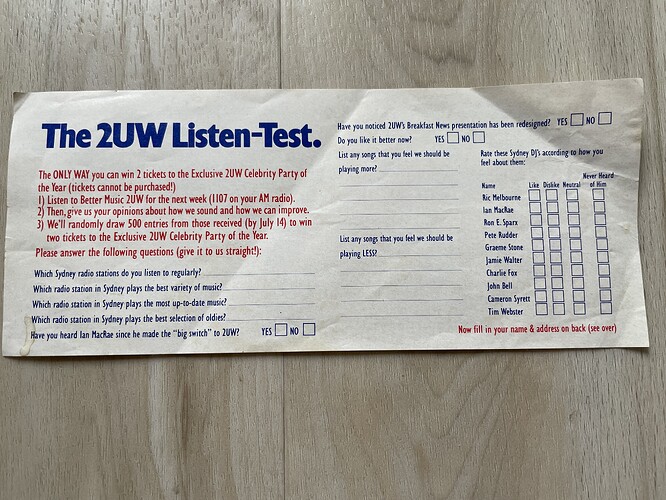 The 2UW Listen-Test.
The ONLY WAY you can win 2 tickets to the Exclusive 2UW Celebrity Party of
the Year (tickets cannot be purchased!)
1) Listen to Better Music 2UW for the next week (1107 on your AM radio).
2) Then, give us your opinions about how we sound and how we can improve.
3) We'll randomly draw 500 entries from those received (by July 14) to win
two tickets to the Exclusive 2UW Celebrity Party of the Year.
Please answer the following questions (give it to us straight!):
Which Sydney radio stations do you listen to regularly?
Which radio station in Sydney plays the best variety of music?
Which radio station in Sydney plays the most up-to-date music?
Which radio station in Sydney plays the best selection of oldies?
Have you heard Ian MacRae since he made the "big switch" to 2UW? YES NO
Have you noticed 2UW's Breakfast News presentation has been redesigned? YES NO
Do you like it better now? YES NO
List any songs that you feel we should be
playing more?
List any songs that you feel we should be
playing LESS?
Rate these Sydney DJ's according to how you
feel about them:
Never Heard
Name Like Dislike Neutral of Him
Ric Melbourne
Ian MacRae
Ron E. Sparx
Pete Rudder
Graeme Stone
Jamie Walter
Charlie Fox
John Bell
Cameron Syrett
Tim Webster
Now fill in your name & address on back (see over)